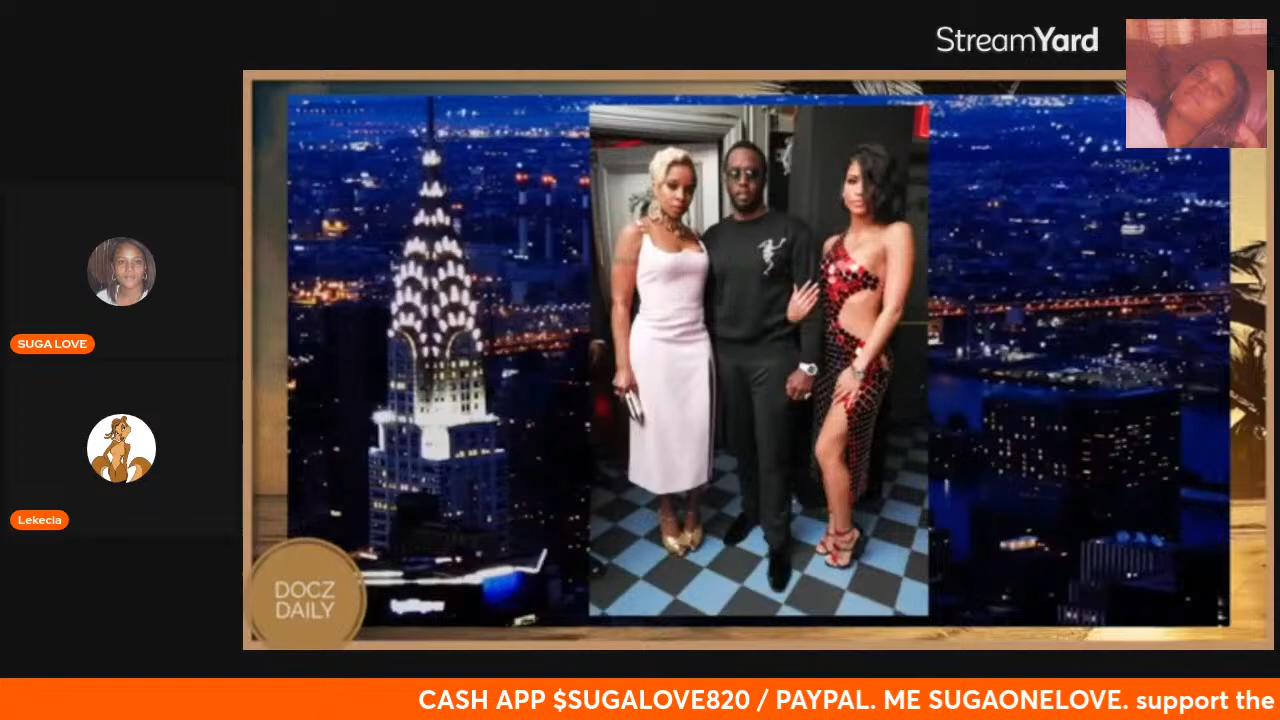 StreamYard
SUGA LOVE
Lekecia
DOCZ
DAILY
CASH APP $SUGALOVE820 / PAYPAL. ME SUGAONELOVE. support the